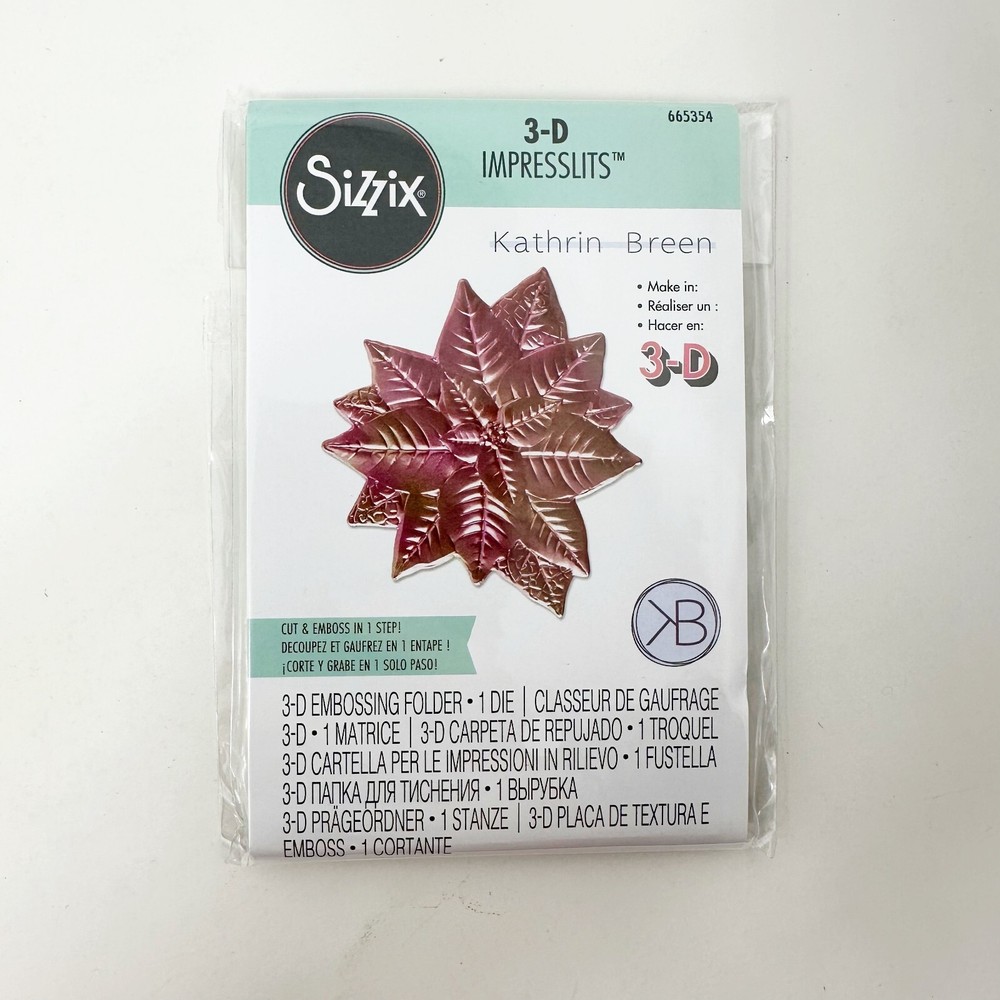 665354
3-D
IMPRESSLITS™
Sizzix®
Kathrin Breen
• Make in:
• Réaliser un :
• Hacer en:
3-D
KB
CUT & EMBOSS IN 1 STEP!
DECOUPEZ ET GAUFREZ EN 1 ENTAPE !
¡CORTE Y GRABE EN 1 SOLO PASO!
3-D EMBOSSING FOLDER • 1 DIE | CLASSEUR DE GAUFRAGE
3-D • 1 MATRICE | 3-D CARPETA DE REPUJADO • 1 TROQUEL
3-D CARTELLA PER LE IMPRESSIONI IN RILIEVO • 1 FUSTELLA
3-D ПАПКА ДЛЯ ТИСНЕНИЯ • 1 ВЫРУБКА
3-D PRÄGEORDNER • 1 STANZE | 3-D PLACA DE TEXTURA E
EMBOSS • 1 CORTANTE